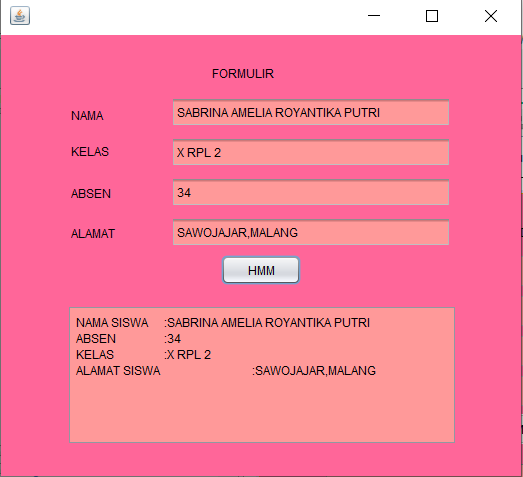 FORMULIR
NAMA SABRINA AMELIA ROYANTIKA PUTRI
KELAS X RPL 2
ABSEN 34
ALAMAT SAWOJAJAR,MALANG
HMM
NAMA SISWA :SABRINA AMELIA ROYANTIKA PUTRI
ABSEN :34
KELAS :X RPL 2
ALAMAT SISWA :SAWOJAJAR,MALANG